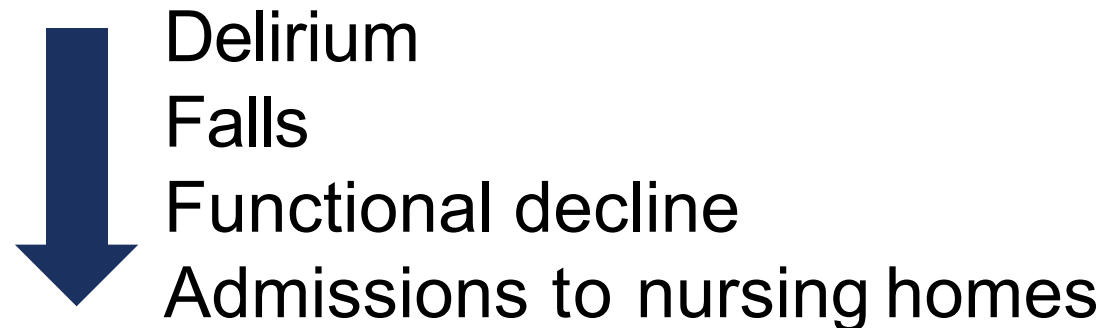 Delirium
Falls
Functional decline
Admissions to nursing homes